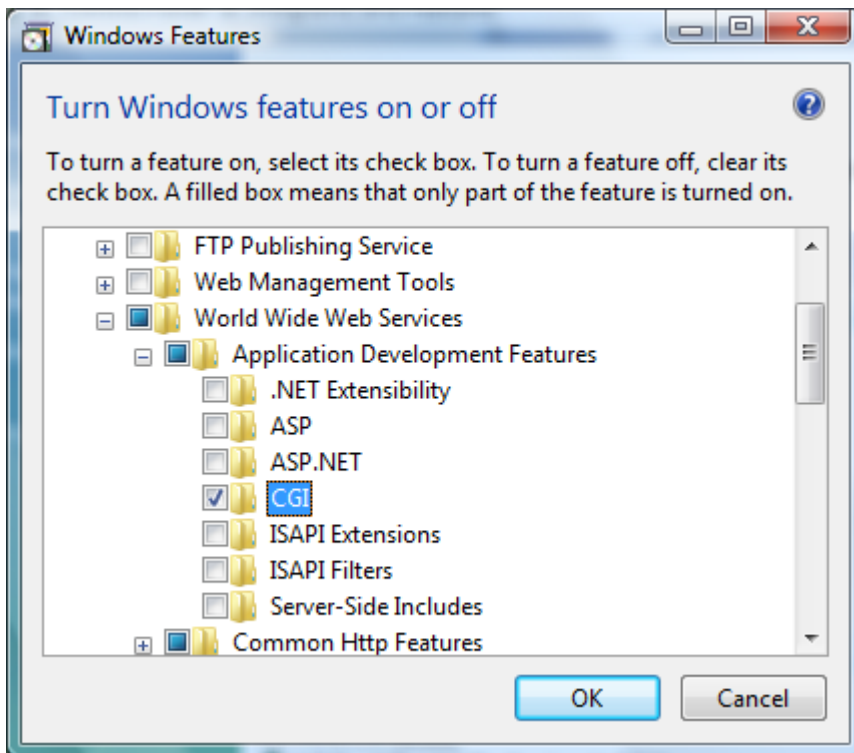 Windows Features
Turn Windows features on or off
To turn a feature on, select its check box. To turn a feature off, clear its
check box. A filled box means that only part of the feature is turned on.
FTP Publishing Service
Web Management Tools
World Wide Web Services
Application Development Features
.NET Extensibility
ASP
ASP.NET
CGI
ISAPI Extensions
ISAPI Filters
Server-Side Includes
Common Http Features
OK Cancel